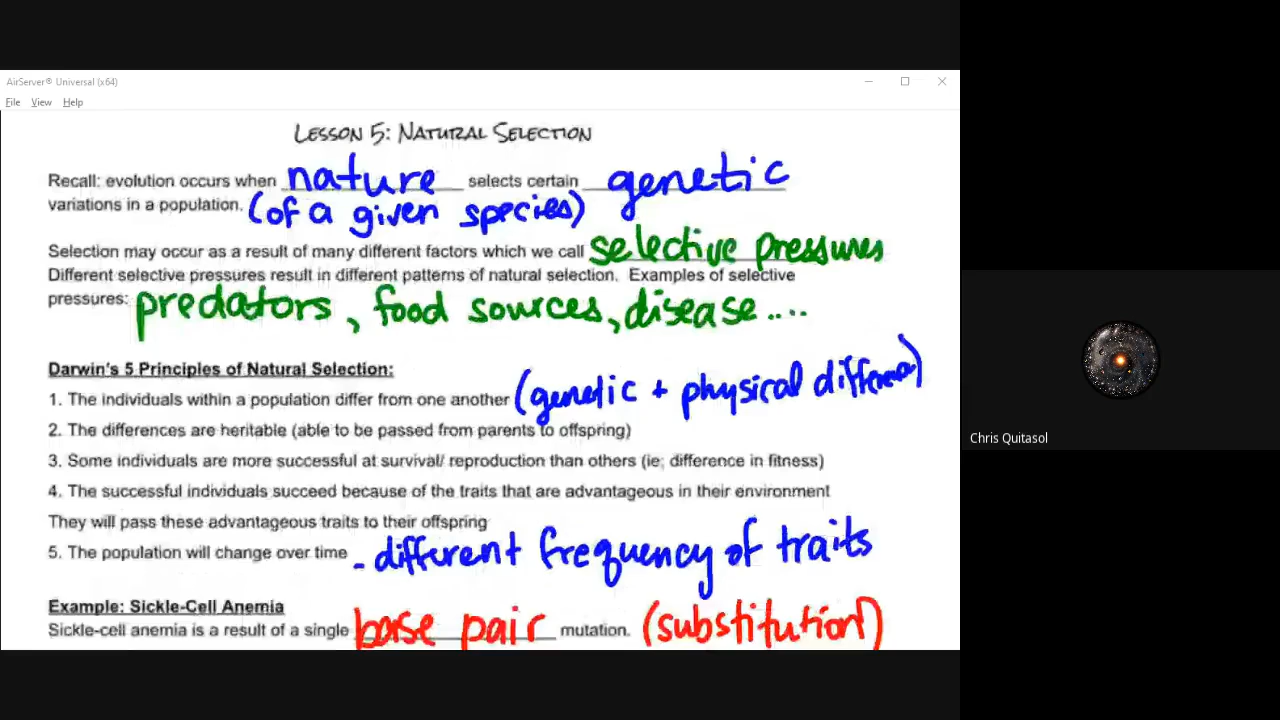 AirServer® Universal (x64)
File View Help
LESSON 5: NATURAL SELECTION
Recall: evolution occurs when nature selects certain genetic
variations in a population. (of a given species)
Selection may occur as a result of many different factors which we call selective pressures
Different selective pressures result in different patterns of natural selection. Examples of selective
pressures: predators, food sources, disease....
Darwin's 5 Principles of Natural Selection:
1. The individuals within a population differ from one another (genetic + physical differences)
2. The differences are heritable (able to be passed from parents to offspring)
3. Some individuals are more successful at survival/ reproduction than others (ie; difference in fitness)
4. The successful individuals succeed because of the traits that are advantageous in their environment
They will pass these advantageous traits to their offspring
5. The population will change over time - different frequency of traits
Example: Sickle-Cell Anemia
Sickle-cell anemia is a result of a single base pair mutation. (substitution)
Chris Quitasol